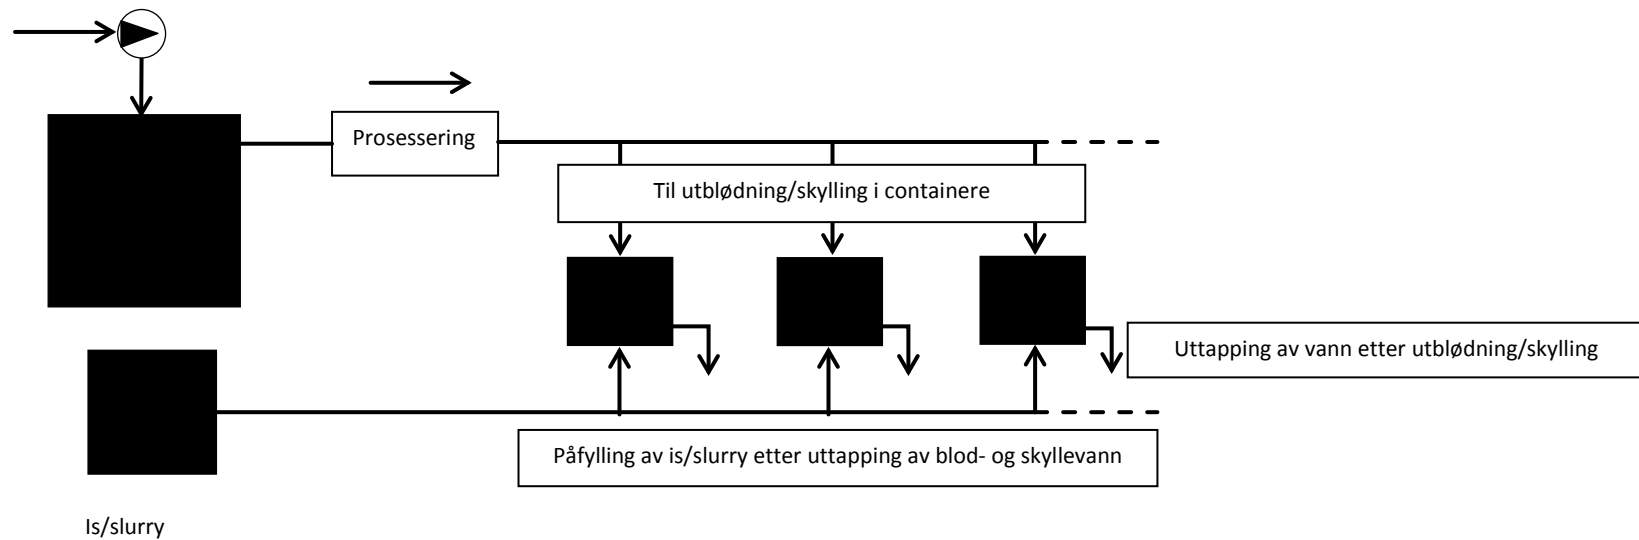 Prosessering
Til utblødning/skylling i containere
Uttapping av vann etter utblødning/skylling
Påfylling av is/slurry etter uttapping av blod- og skyllevann
Is/slurry